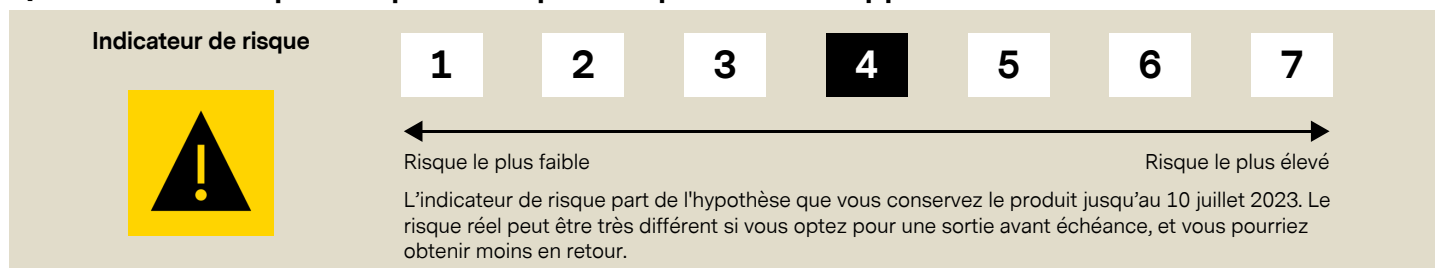 Indicateur de risque
1 2 3 4 5 6 7
Risque le plus faible Risque le plus élevé
L’indicateur de risque part de l'hypothèse que vous conservez le produit jusqu’au 10 juillet 2023. Le
risque réel peut être très différent si vous optez pour une sortie avant échéance, et vous pourriez
obtenir moins en retour.